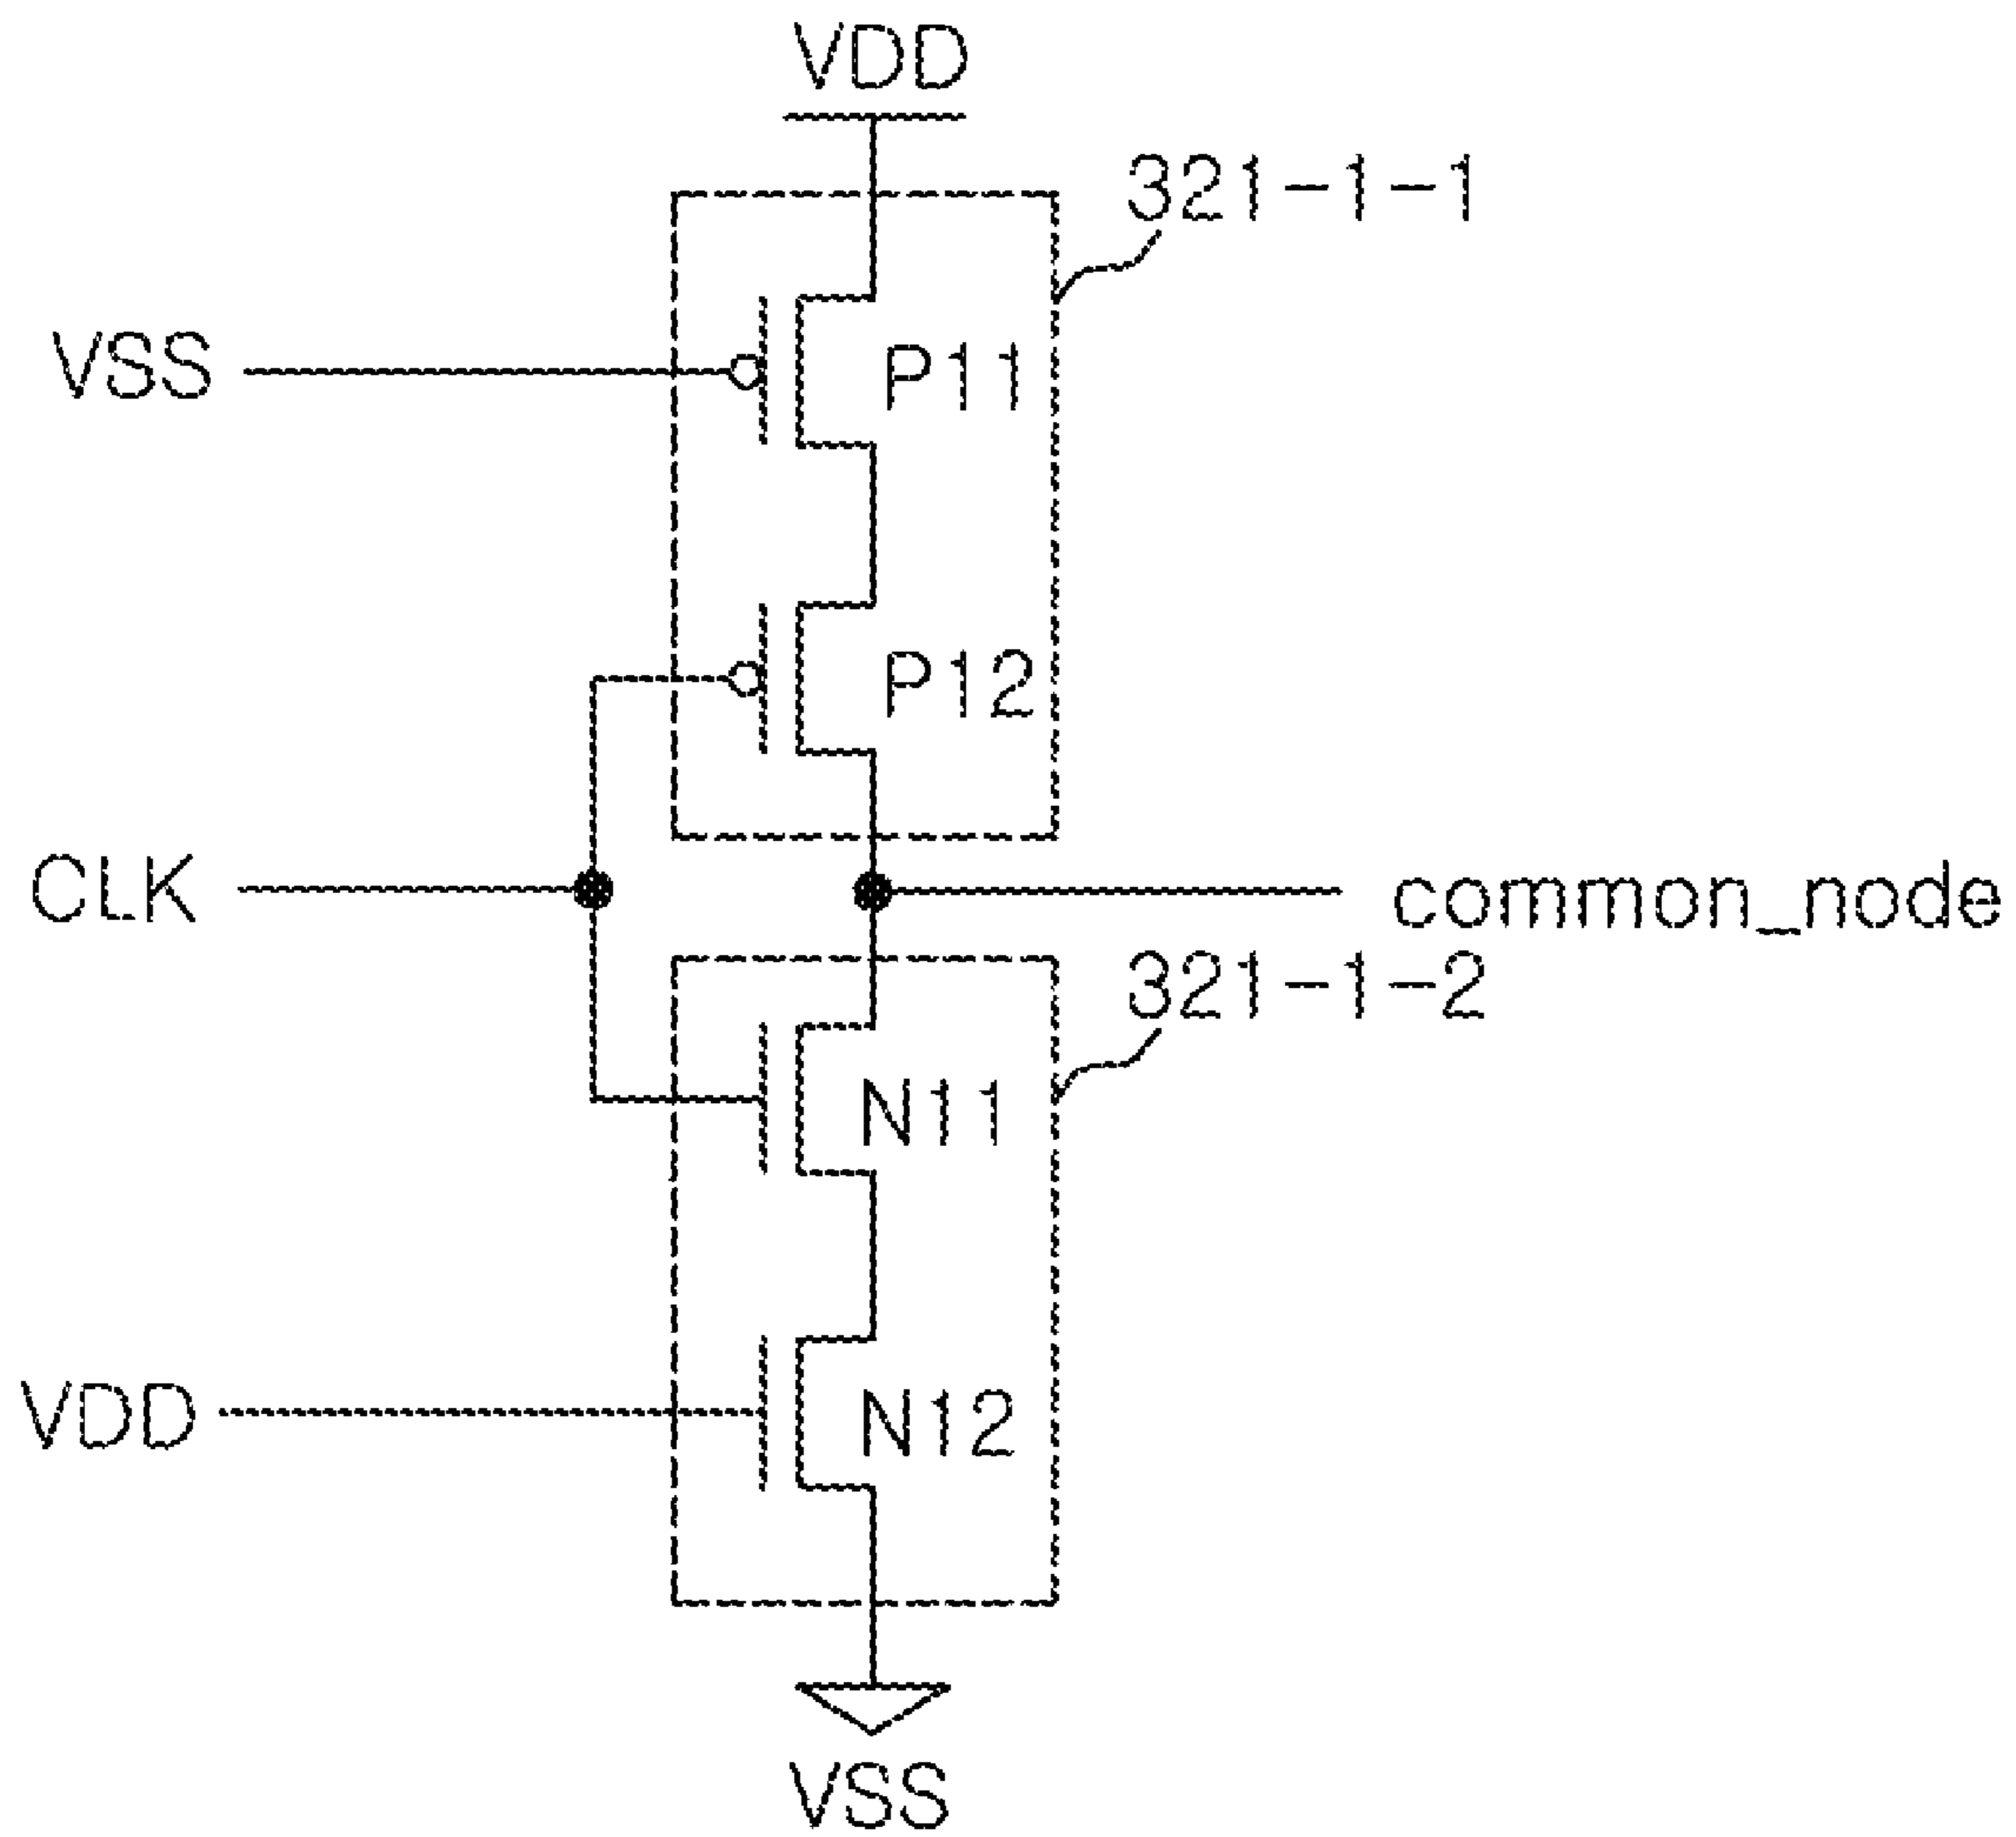 VDD
321-1-1
VSS
P11
P12
CLK
common_node
321-1-2
N11
VDD
N12
VSS